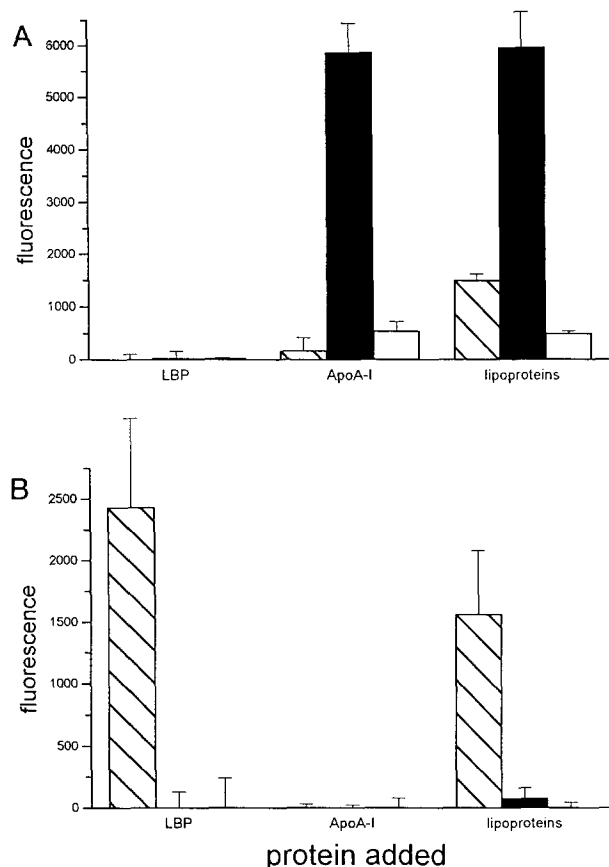 A
fluorescence
6000
5000
4000
3000
2000
1000
0
LBP ApoA-I lipoproteins
B
fluorescence
2500
2000
1500
1000
500
0
LBP ApoA-I lipoproteins
protein added